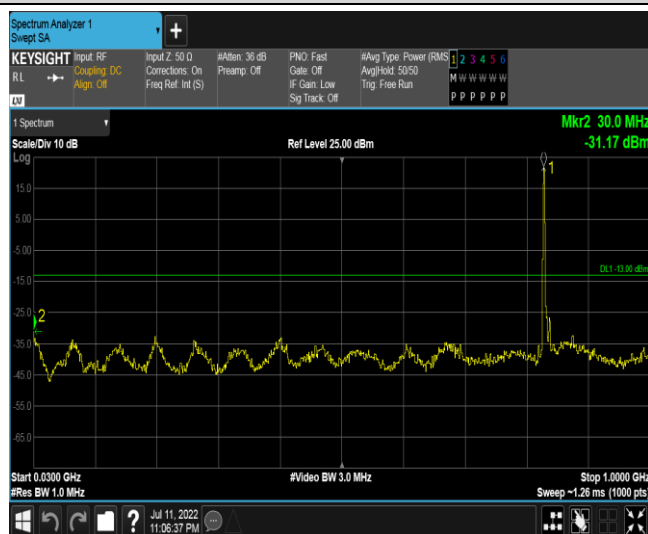 Spectrum Analyzer 1
Swept SA
+
KEYSIGHT
RL
LXI
Input: RF
Coupling: DC
Align: Off
Input Z: 50 Ω
Corrections: On
Freq Ref: Int (S)
#Atten: 36 dB
Preamp: Off
PNO: Fast
Gate: Off
IF Gain: Low
Sig Track: Off
#Avg Type: Power (RMS
Avg|Hold: 50/50
Trig: Free Run
1 2 3 4 5 6
M W W W W W
P P P P P P
1 Spectrum
Mkr2 30.0 MHz
-31.17 dBm
Scale/Div 10 dB
Ref Level 25.00 dBm
Log
15.0
5.00
-5.00
-15.0
-25.0
-35.0
-45.0
-55.0
-65.0
1
DL1 -13.00 dBm
2
Start 0.0300 GHz
#Res BW 1.0 MHz
#Video BW 3.0 MHz
Stop 1.0000 GHz
Sweep ~1.26 ms (1000 pts)
?
Jul 11, 2022
11:06:37 PM